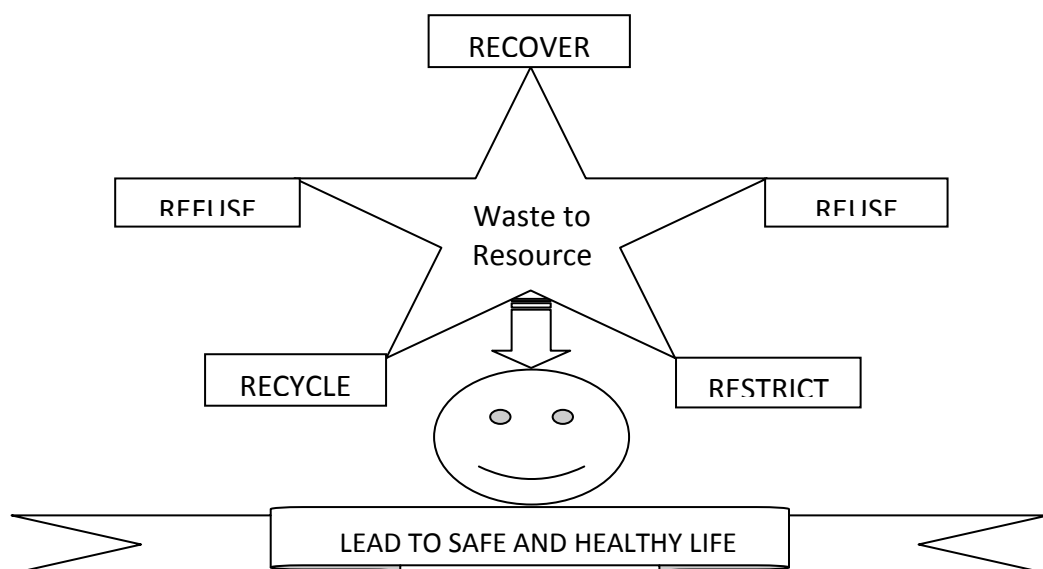 RECOVER
REFUSE
REUSE
Waste to
Resource
RECYCLE
RESTRICT
LEAD TO SAFE AND HEALTHY LIFE